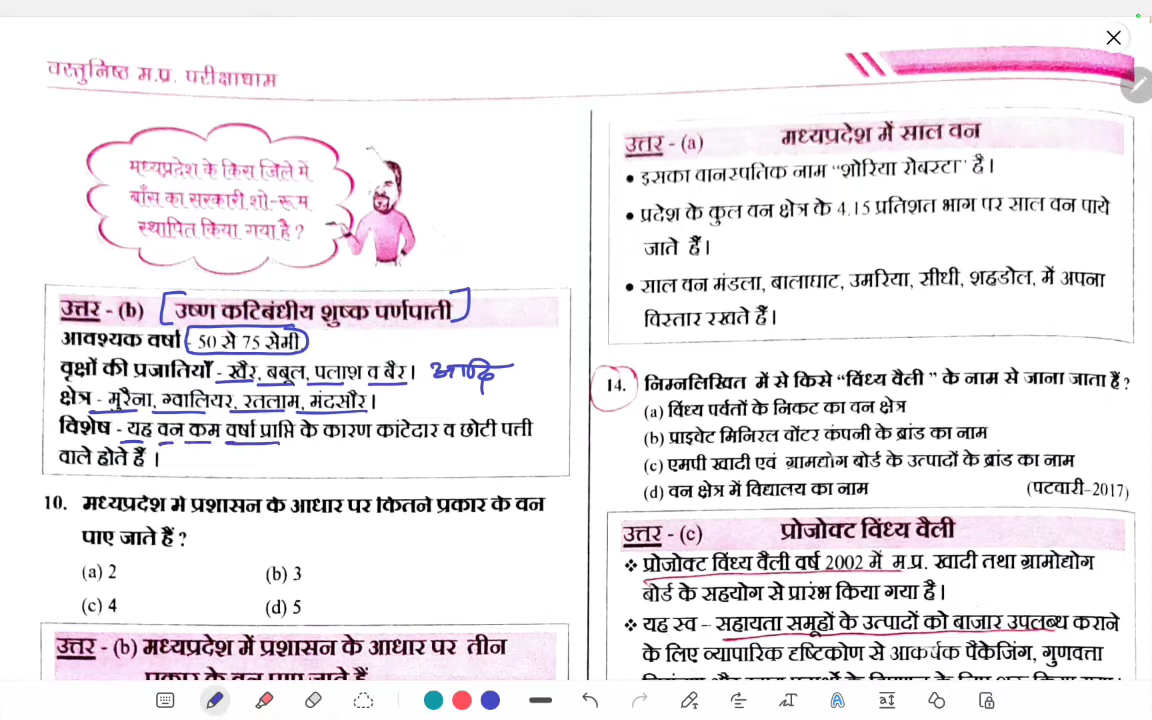 वस्तुनिष्ठ म.प्र. परीक्षाधाम
मध्यप्रदेश के किस जिले में
बाँस का सरकारी शो-रूम
स्थापित किया गया है ?
उत्तर - (b) उष्ण कटिबंधीय शुष्क पर्णपाती
आवश्यक वर्षा - 50 से 75 सेमी
वृक्षों की प्रजातियाँ - खैर, बबूल, पलाश व बैर। आदि
क्षेत्र - मुरैना, ग्वालियर, रतलाम, मंदसौर।
विशेष - यह वन कम वर्षा प्राप्ति के कारण कांटेदार व छोटी पत्ती
वाले होते हैं ।
10. मध्यप्रदेश मे प्रशासन के आधार पर कितने प्रकार के वन
पाए जाते हैं ?
(a) 2 (b) 3
(c) 4 (d) 5
उत्तर - (b) मध्यप्रदेश में प्रशासन के आधार पर तीन
प्रकार के वन पाए जाते हैं
उत्तर - (a) मध्यप्रदेश में साल वन
• इसका वानस्पतिक नाम "शोरिया रोबस्टा" है।
• प्रदेश के कुल वन क्षेत्र के 4.15 प्रतिशत भाग पर साल वन पाये
जाते हैं।
• साल वन मंडला, बालाघाट, उमरिया, सीधी, शहडोल, में अपना
विस्तार रखते हैं।
14. निम्नलिखित में से किसे "विंध्य वैली" के नाम से जाना जाता है ?
(a) विंध्य पर्वतों के निकट का वन क्षेत्र
(b) प्राइवेट मिनिरल वॉटर कंपनी के ब्रांड का नाम
(c) एमपी खादी एवं ग्रामद्योग बोर्ड के उत्पादों के ब्रांड का नाम
(d) वन क्षेत्र में विद्यालय का नाम (पटवारी-2017)
उत्तर - (c) प्रोजोक्ट विंध्य वैली
❖ प्रोजोक्ट विंध्य वैली वर्ष 2002 में म.प्र. खादी तथा ग्रामोद्योग
बोर्ड के सहयोग से प्रारंभ किया गया है।
❖ यह स्व - सहायता समूहों के उत्पादों को बाजार उपलब्ध कराने
के लिए व्यापारिक दृष्टिकोण से आकर्षक पैकेजिंग, गुणवत्ता